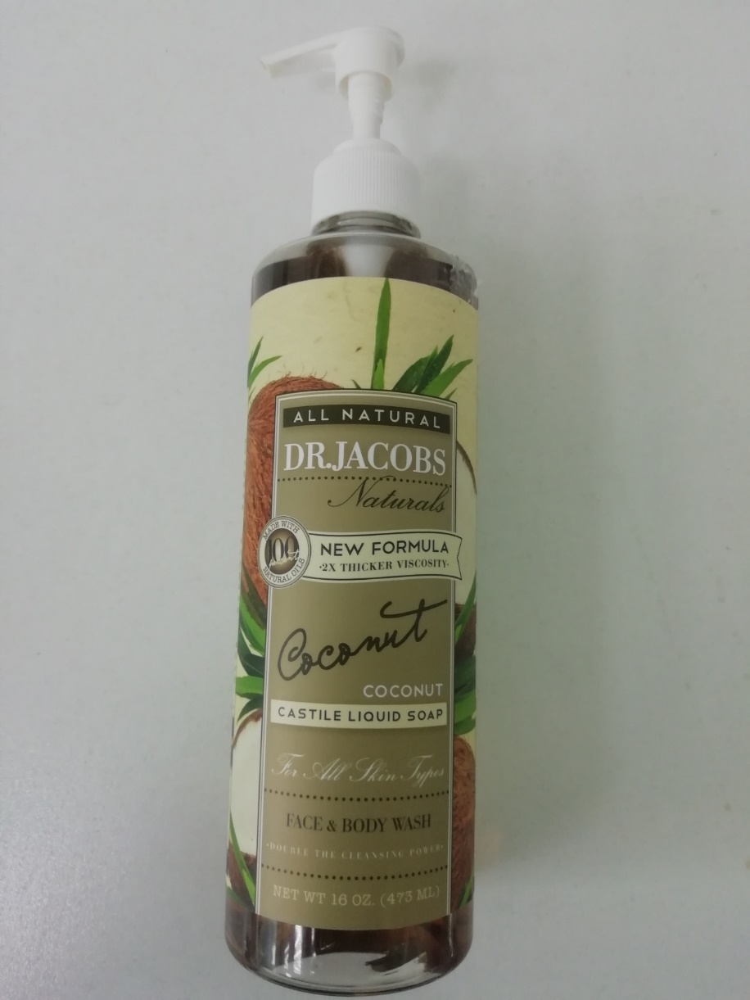 ALL NATURAL
DR.JACOBS
Naturals
MADE WITH
100
percent
NATURAL OILS
NEW FORMULA
·2X THICKER VISCOSITY·
Coconut
COCONUT
CASTILE LIQUID SOAP
For All Skin Types
FACE & BODY WASH
·DOUBLE THE CLEANSING POWER·
NET WT 16 OZ. (473 ML)